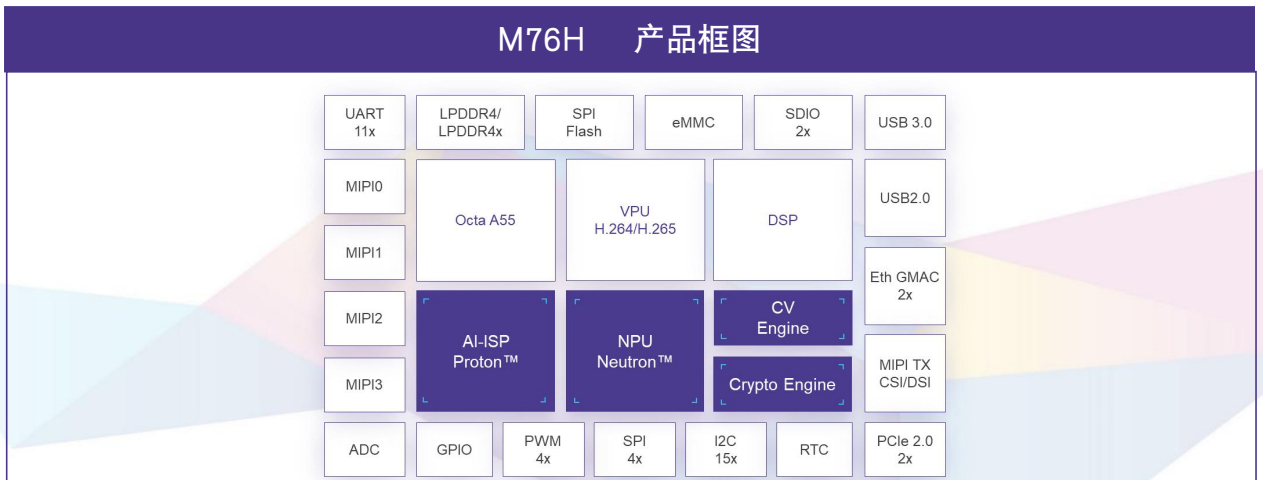 M76H 产品框图
UART
11x
LPDDR4/
LPDDR4x
SPI
Flash
eMMC
SDIO
2x
USB 3.0
MIPI0
Octa A55
VPU
H.264/H.265
DSP
USB2.0
MIPI1
Eth GMAC
2x
MIPI2
AI-ISP
Proton™
NPU
Neutron™
CV
Engine
MIPI3
Crypto Engine
MIPI TX
CSI/DSI
ADC
GPIO
PWM
4x
SPI
4x
I2C
15x
RTC
PCIe 2.0
2x